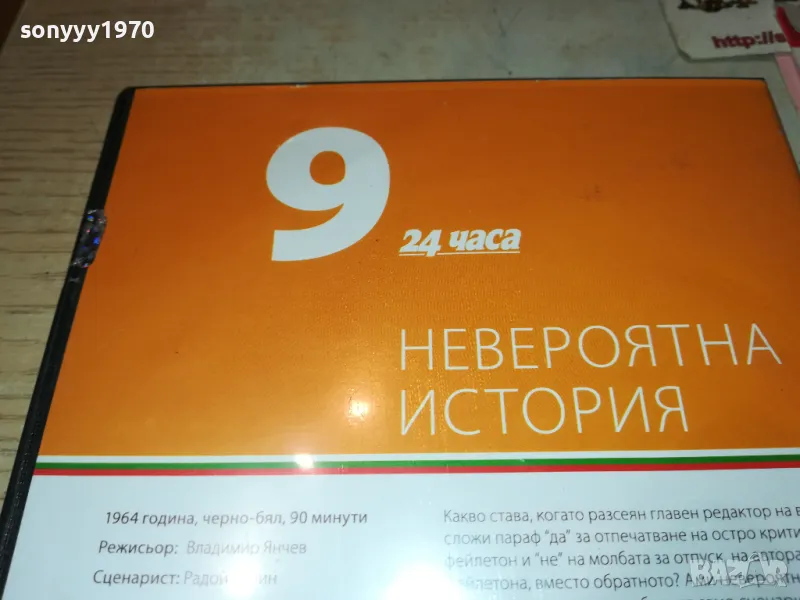 sonyyy1970
http://s
9
24 часа
НЕВЕРОЯТНА
ИСТОРИЯ
1964 година, черно-бял, 90 минути
Режисьор: Владимир Янчев
Сценарист:
Какво става, когато разсеян главен редактор на в
сложи параф "да" за отпечатване на остро крити
фейлетон и "не" на молбата за отпуск, на автора
вместо обратното? А ми невероятн